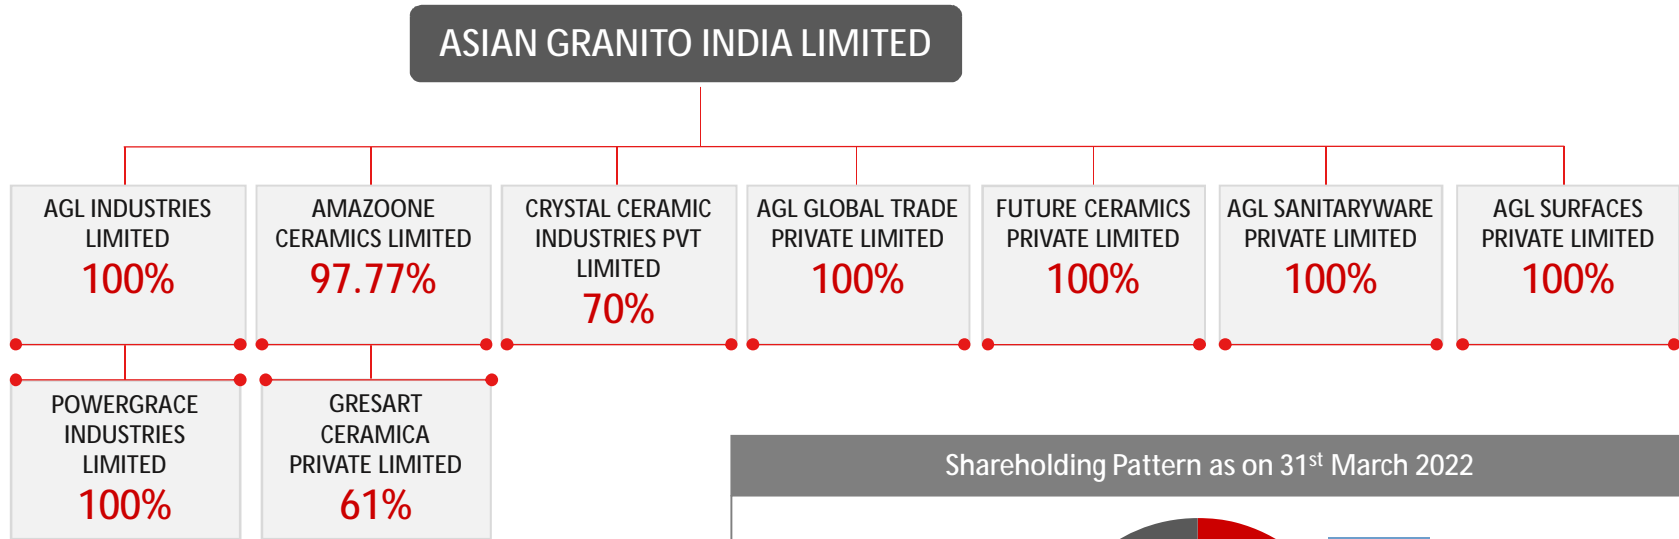 ASIAN GRANITO INDIA LIMITED
AGL INDUSTRIES
LIMITED
100%
AMAZOONE
CERAMICS LIMITED
97.77%
CRYSTAL CERAMIC
INDUSTRIES PVT
LIMITED
70%
AGL GLOBAL TRADE
PRIVATE LIMITED
100%
FUTURE CERAMICS
PRIVATE LIMITED
100%
AGL SANITARYWARE
PRIVATE LIMITED
100%
AGL SURFACES
PRIVATE LIMITED
100%
POWERGRACE
INDUSTRIES
LIMITED
100%
GRESART
CERAMICA
PRIVATE LIMITED
61%
Shareholding Pattern as on 31st March 2022